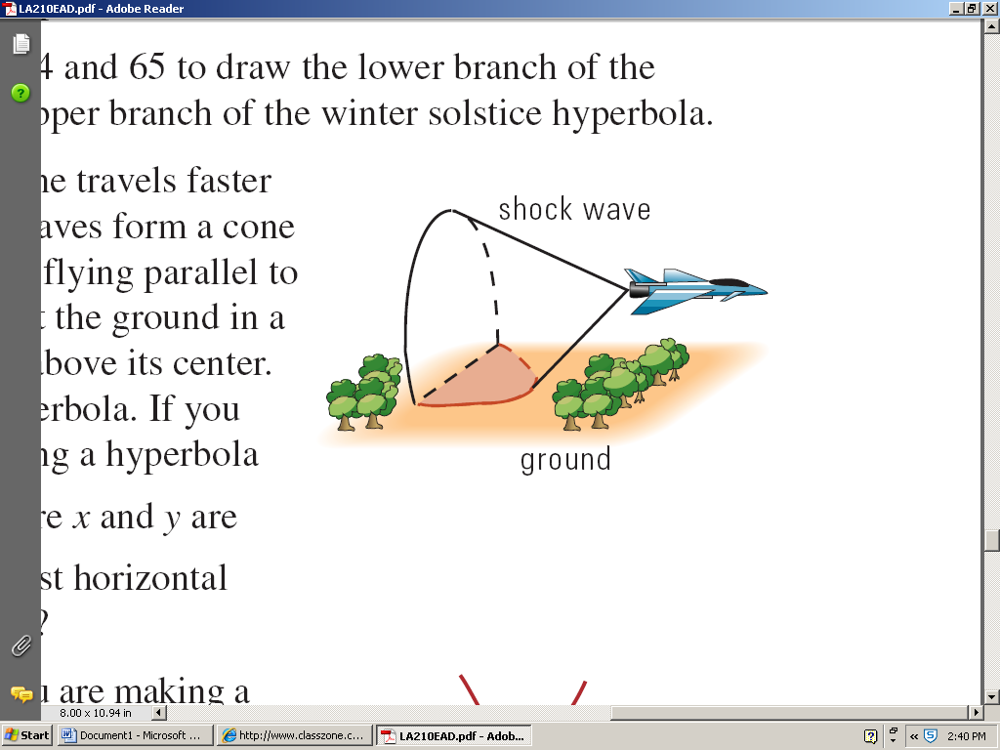 LA210EAD.pdf - Adobe Reader
4 and 65 to draw the lower branch of the
pper branch of the winter solstice hyperbola.
ne travels faster
aves form a cone
flying parallel to
t the ground in a
bove its center.
erbola. If you
ng a hyperbola
re x and y are
st horizontal
?
u are making a
shock wave
ground
8.00 x 10.94 in
Start
Document1 - Microsoft ...
http://www.classzone.c...
LA210EAD.pdf - Adob...
2:40 PM